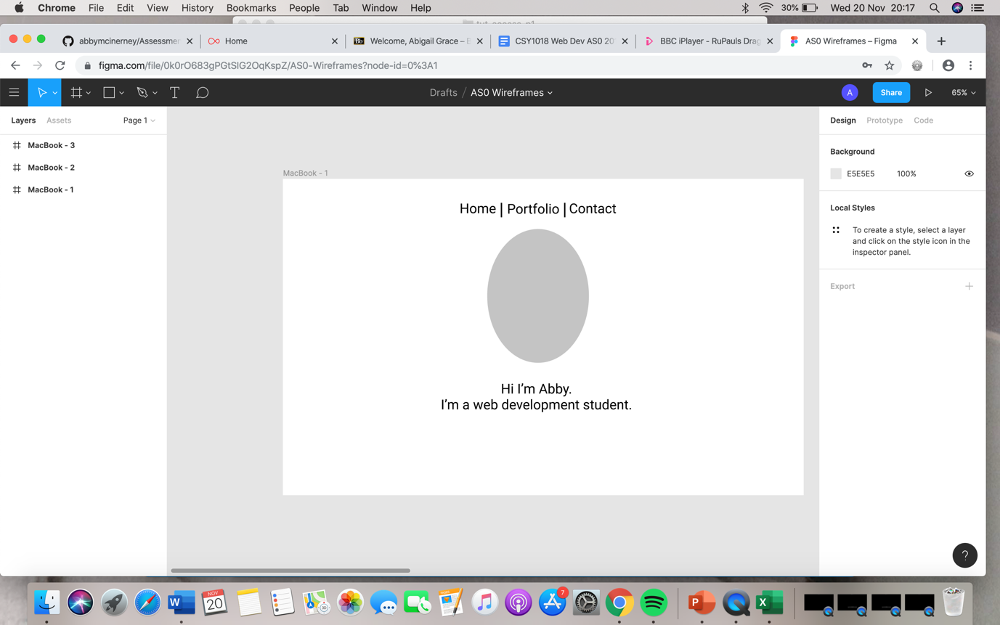 Chrome File Edit View History Bookmarks People Tab Window Help 30% Wed 20 Nov 20:17
abbymcinerney/Assessmer Home Bb Welcome, Abigail Grace – B CSY1018 Web Dev AS0 20 BBC iPlayer - RuPauls Drag AS0 Wireframes – Figma
figma.com/file/0k0rO683gPGtSlG2OqKspZ/AS0-Wireframes?node-id=0%3A1
Drafts / AS0 Wireframes A Share 65%
Layers Assets Page 1 Design Prototype Code
MacBook - 3
MacBook - 2
MacBook - 1
MacBook - 1
Home | Portfolio | Contact
Hi I’m Abby.
I’m a web development student.
Background
E5E5E5 100%
Local Styles
To create a style, select a layer
and click on the style icon in the
inspector panel.
Export
?
W NOV 20 3D 7 P X